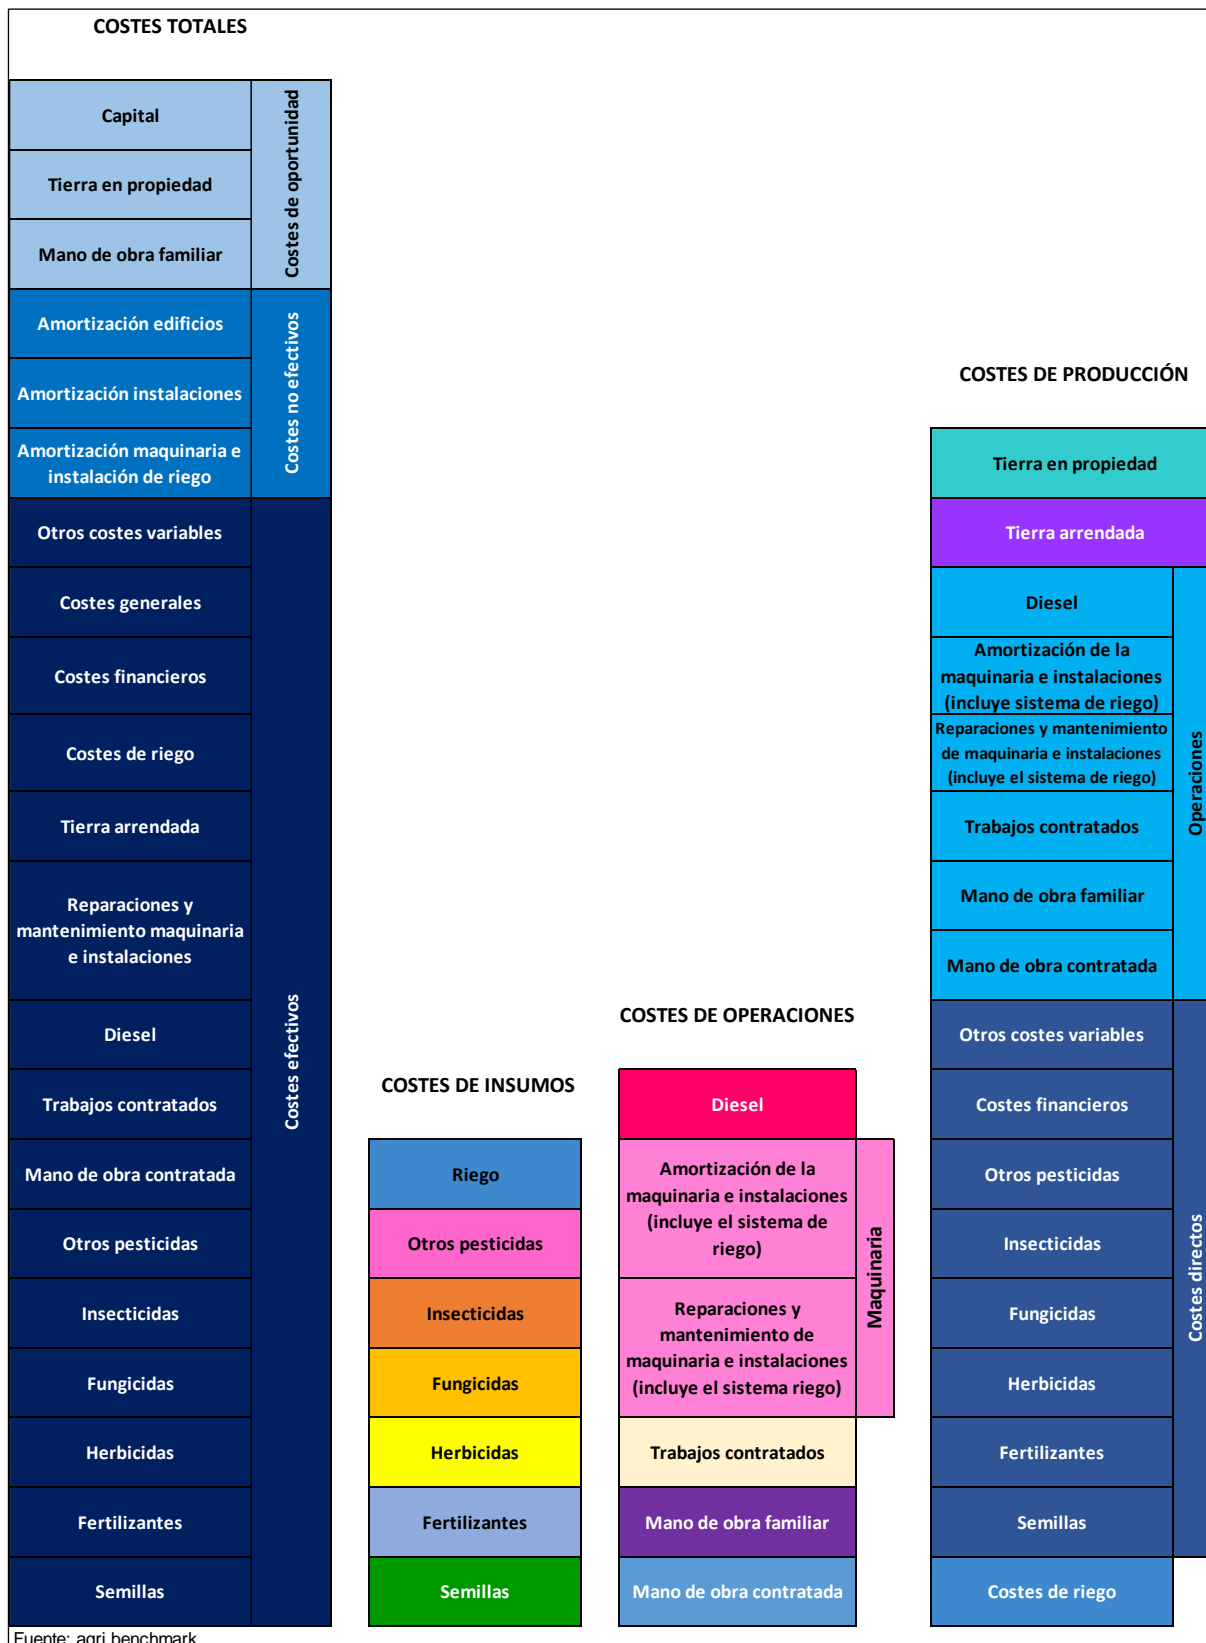 COSTES TOTALES
Capital
Tierra en propiedad
Mano de obra familiar
Costes de oportunidad
Amortización edificios
Amortización instalaciones
Amortización maquinaria e
instalación de riego
Costes no efectivos
Otros costes variables
Costes generales
Costes financieros
Costes de riego
Tierra arrendada
Reparaciones y
mantenimiento maquinaria
e instalaciones
Diesel
Trabajos contratados
Mano de obra contratada
Otros pesticidas
Insecticidas
Fungicidas
Herbicidas
Fertilizantes
Semillas
Costes efectivos
COSTES DE INSUMOS
Riego
Otros pesticidas
Insecticidas
Fungicidas
Herbicidas
Fertilizantes
Semillas
COSTES DE OPERACIONES
Diesel
Amortización de la
maquinaria e instalaciones
(incluye el sistema de
riego)
Reparaciones y
mantenimiento de
maquinaria e instalaciones
(incluye el sistema riego)
Maquinaria
Trabajos contratados
Mano de obra familiar
Mano de obra contratada
COSTES DE PRODUCCIÓN
Tierra en propiedad
Tierra arrendada
Diesel
Amortización de la
maquinaria e instalaciones
(incluye sistema de riego)
Reparaciones y mantenimiento
de maquinaria e instalaciones
(incluye el sistema de riego)
Trabajos contratados
Mano de obra familiar
Mano de obra contratada
Operaciones
Otros costes variables
Costes financieros
Otros pesticidas
Insecticidas
Fungicidas
Herbicidas
Fertilizantes
Semillas
Costes directos
Costes de riego
Fuente: agri benchmark